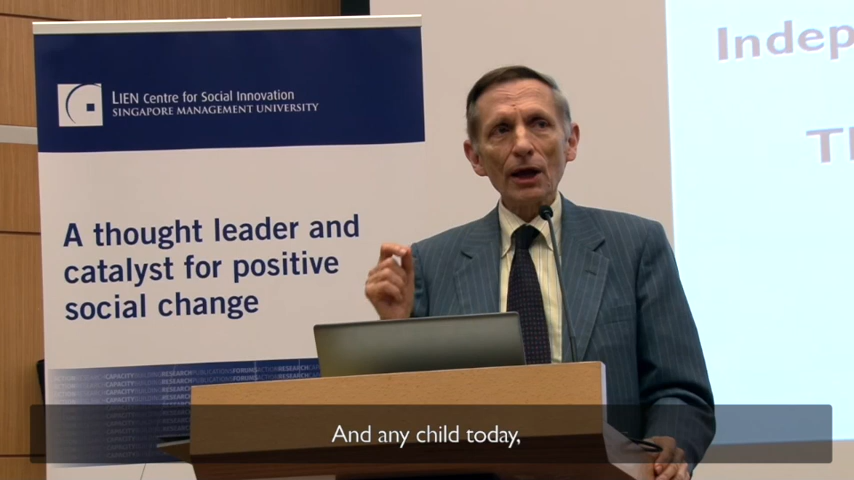 LIEN Centre for Social Innovation
SINGAPORE MANAGEMENT UNIVERSITY
A thought leader and
catalyst for positive
social change
Indep
Th
And any child today,